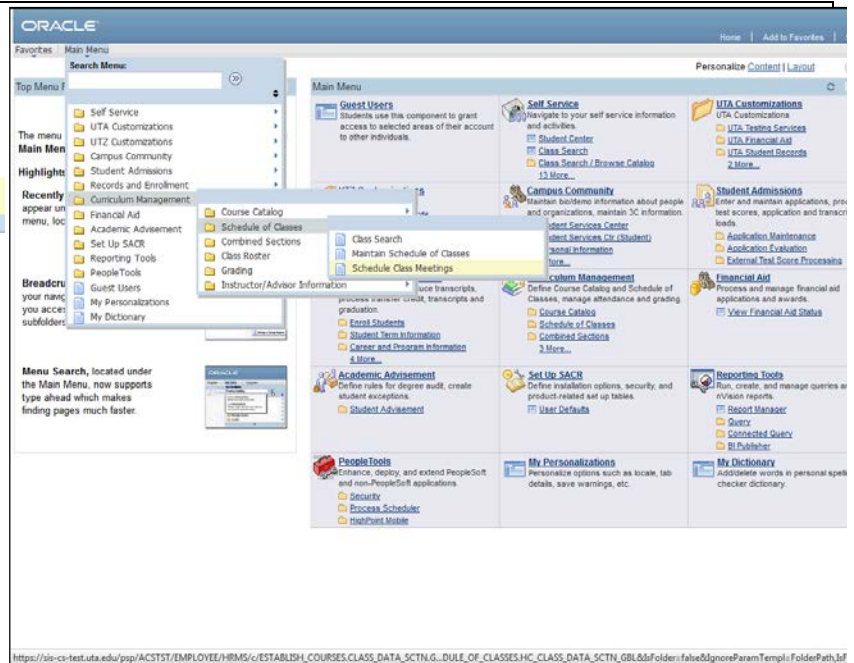 ORACLE
Home | Add to Favorites |
Favorites Main Menu
Personalize Content | Layout
Search Menu:
Top Menu F
The menu
Main Men
Highlight
Recently
appear un
menu, loc
Breadcru
your navig
you acces
subfolders
Menu Search, located under
the Main Menu, now supports
type ahead which makes
finding pages much faster.
Self Service
UTA Customizations
UTZ Customizations
Campus Community
Student Admissions
Records and Enrollment
Curriculum Management
Financial Aid
Academic Advisement
Set Up SACR
Reporting Tools
PeopleTools
Guest Users
My Personalizations
My Dictionary
Course Catalog
Schedule of Classes
Combined Sections
Class Roster
Grading
Instructor/Advisor Information
Class Search
Maintain Schedule of Classes
Schedule Class Meetings
Main Menu
Guest Users
Students use this component to grant
access to selected areas of their account
to other individuals.
Self Service
Navigate to your self service information
and activities.
Student Center
Class Search
Class Search / Browse Catalog
13 More...
UTA Customizations
UTA Customizations
UTA Testing Services
UTA Financial Aid
UTA Student Records
2 More...
Campus Community
Maintain bio/demo information about people
and organizations, maintain 3C information.
dent Services Center
dent Services Ctr (Student)
rsonal Information
ore...
Student Admissions
Enter and maintain applications, pro
test scores, application and transcri
loads.
Application Maintenance
Application Evaluation
External Test Score Processing
uce transcripts,
process transfer credit, transcripts and
graduation.
Enroll Students
Student Term Information
Career and Program Information
4 More...
culum Management
Define Course Catalog and Schedule of
Classes, manage attendance and grading.
Course Catalog
Schedule of Classes
Combined Sections
3 More...
Financial Aid
Process and manage financial aid
applications and awards.
View Financial Aid Status
Academic Advisement
Define rules for degree audit, create
student exceptions.
Student Advisement
Set Up SACR
Define installation options, security, and
product-related set up tables.
User Defaults
Reporting Tools
Run, create, and manage queries an
nVision reports.
Report Manager
Query
Connected Query
BI Publisher
PeopleTools
Enhance, deploy, and extend PeopleSoft
and non-PeopleSoft applications.
Security
Process Scheduler
HighPoint Mobile
My Personalizations
Personalize options such as locale, tab
details, save warnings, etc.
My Dictionary
Add/delete words in personal spell
checker dictionary.
https://sis-cs-test.uta.edu/psp/ACSTST/EMPLOYEE/HRMS/c/ESTABLISH_COURSES.CLASS_DATA_SCTN.G...DULE_OF_CLASSES.HC_CLASS_DATA_SCTN_GBL&IsFolder=false&IgnoreParamTempl=FolderPath,IsF